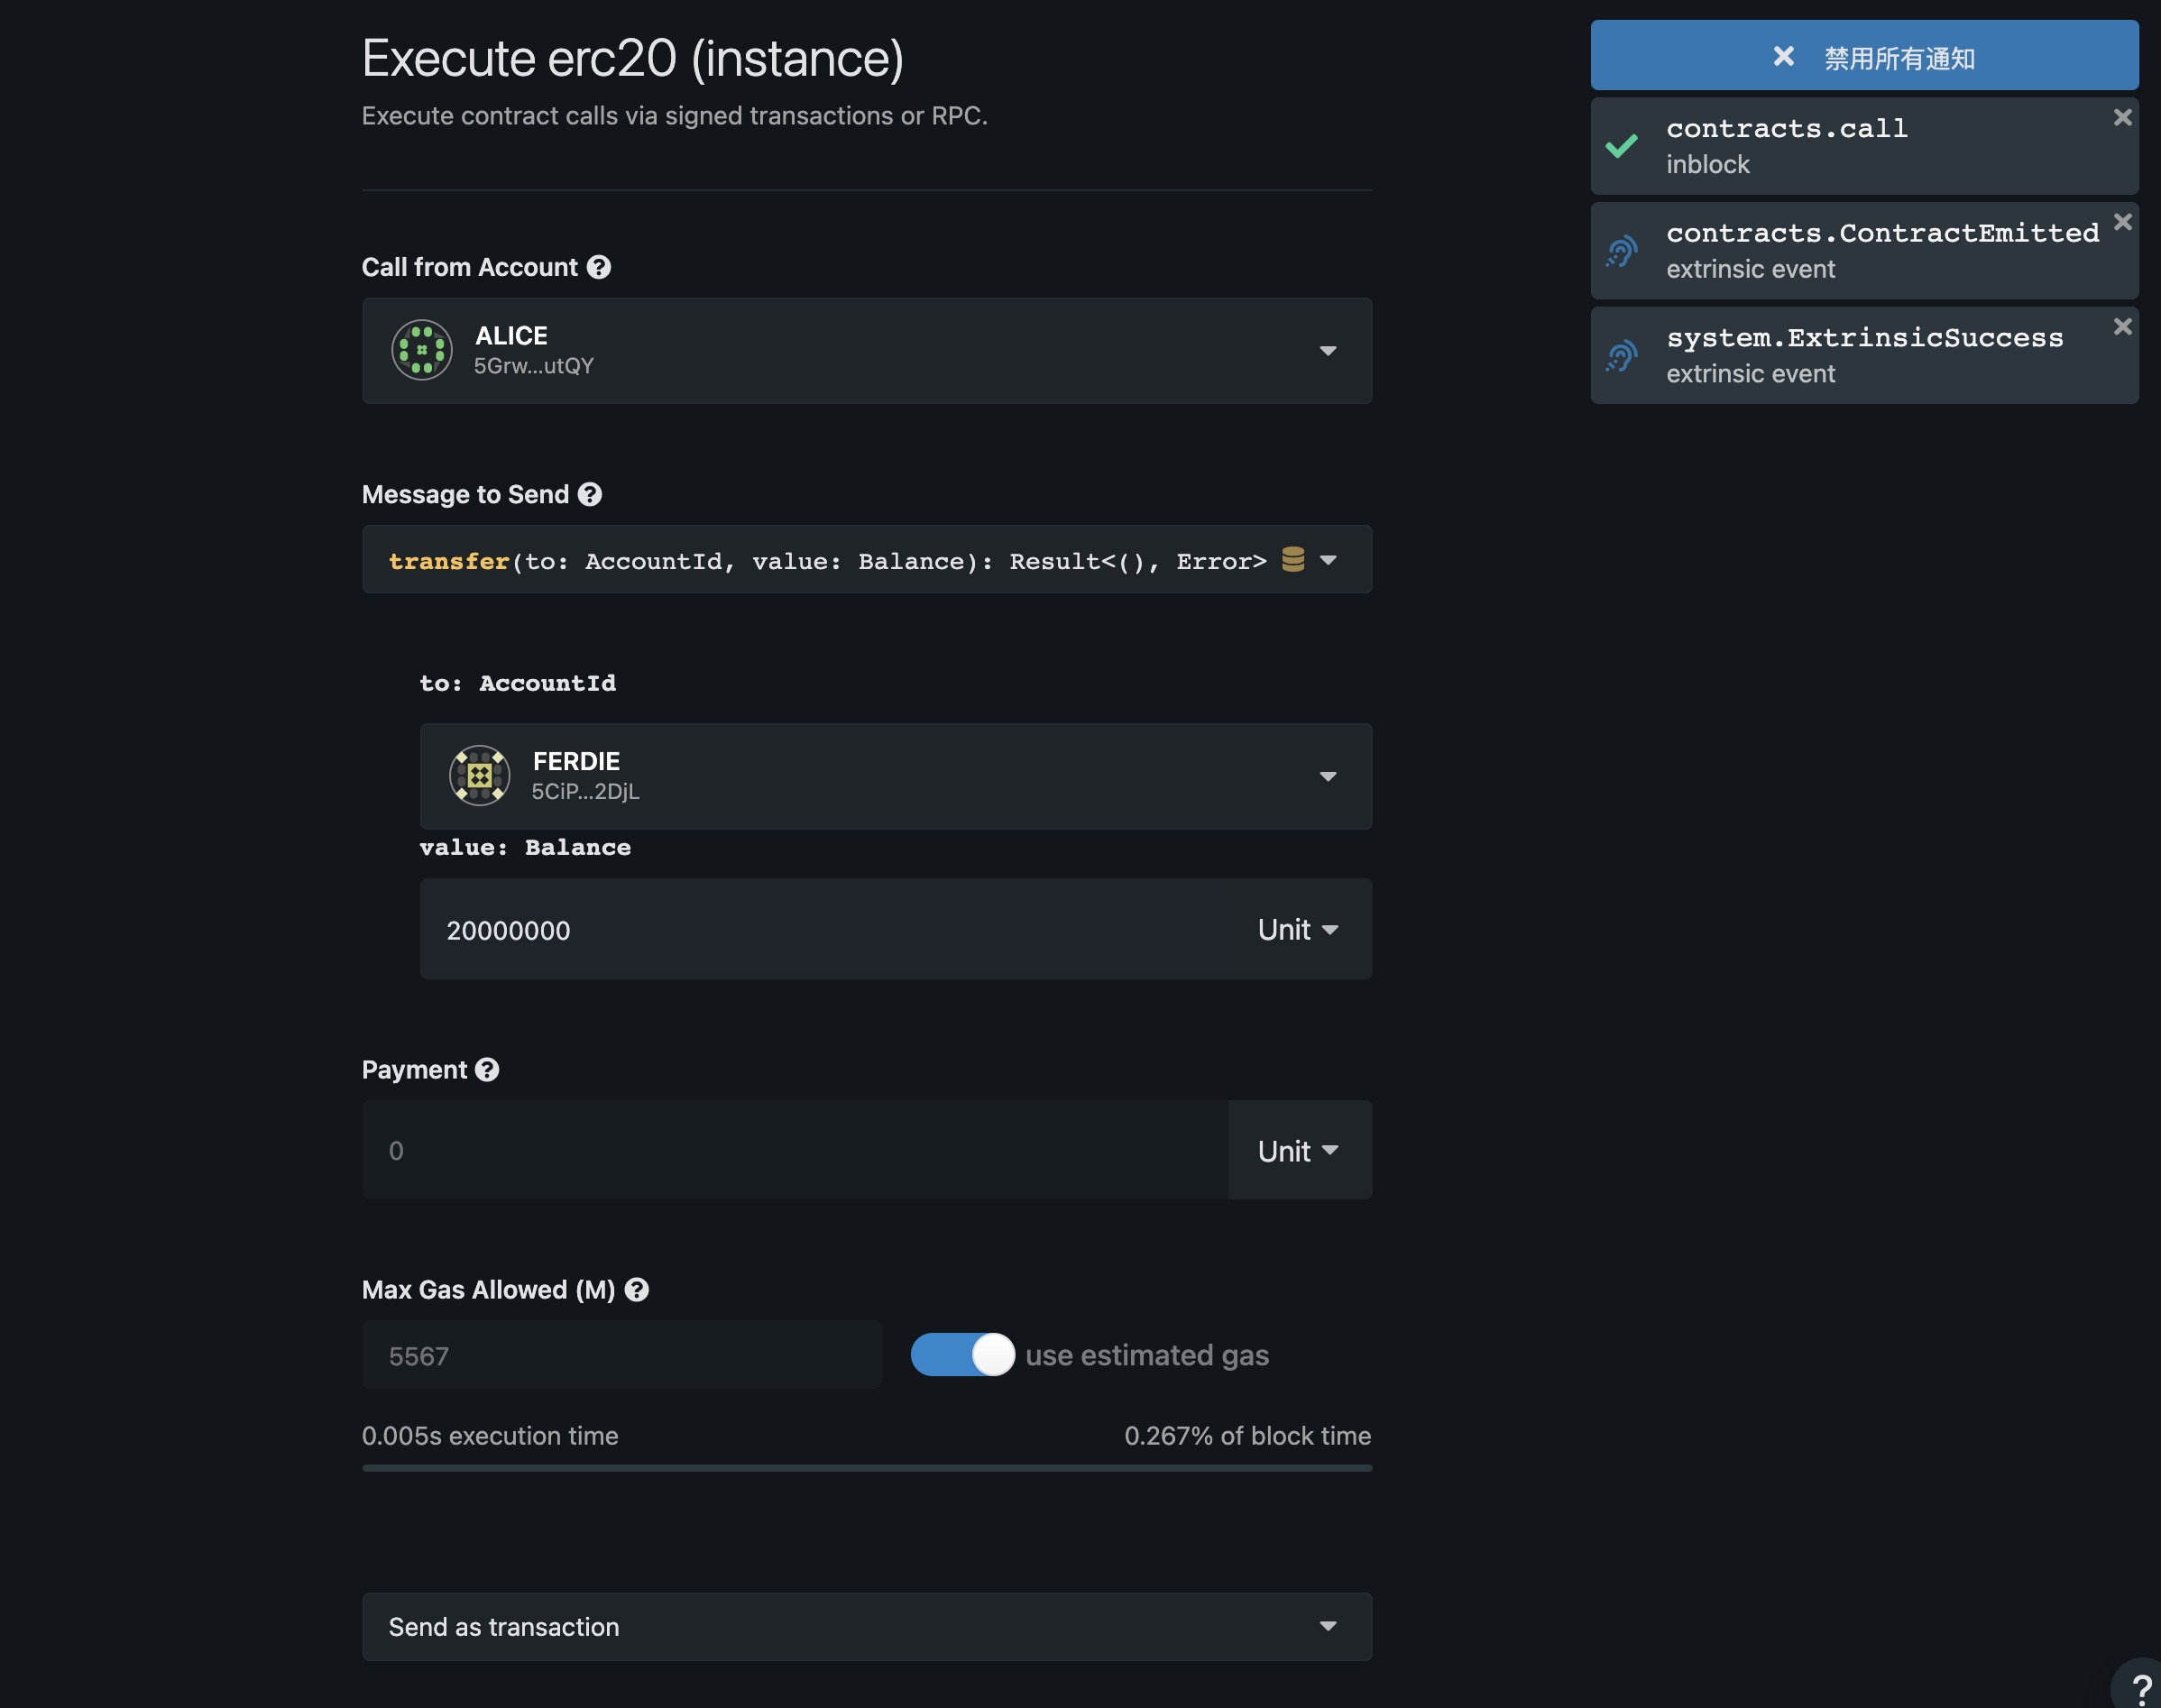 Execute erc20 (instance)
Execute contract calls via signed transactions or RPC.
Call from Account ?
ALICE
5Grw...utQY
Message to Send ?
transfer(to: AccountId, value: Balance): Result<(), Error>
to: AccountId
FERDIE
5CiP...2DjL
value: Balance
20000000 Unit
Payment ?
0 Unit
Max Gas Allowed (M) ?
5567 use estimated gas
0.005s execution time 0.267% of block time
Send as transaction
禁用所有通知
contracts.call
inblock
contracts.ContractEmitted
extrinsic event
system.ExtrinsicSuccess
extrinsic event
?